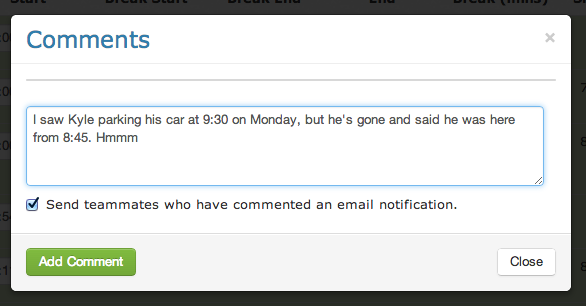 Start Break Start Break End End Break (mins)
Comments ×
I saw Kyle parking his car at 9:30 on Monday, but he's gone and said he was here
from 8:45. Hmmm
Send teammates who have commented an email notification.
Add Comment Close